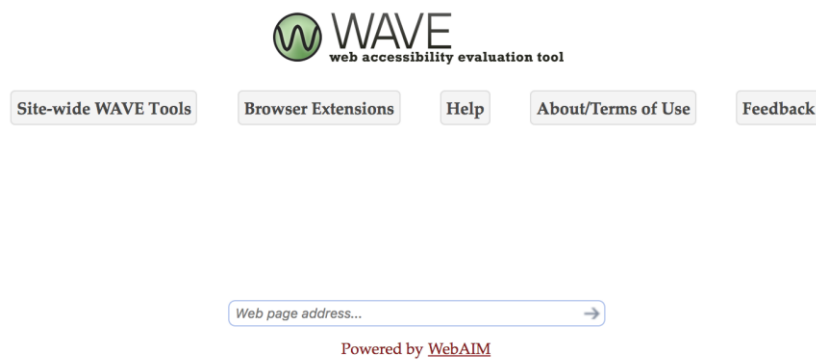 WAVE
web accessibility evaluation tool
Site-wide WAVE Tools Browser Extensions Help About/Terms of Use Feedback
Web page address...
Powered by WebAIM